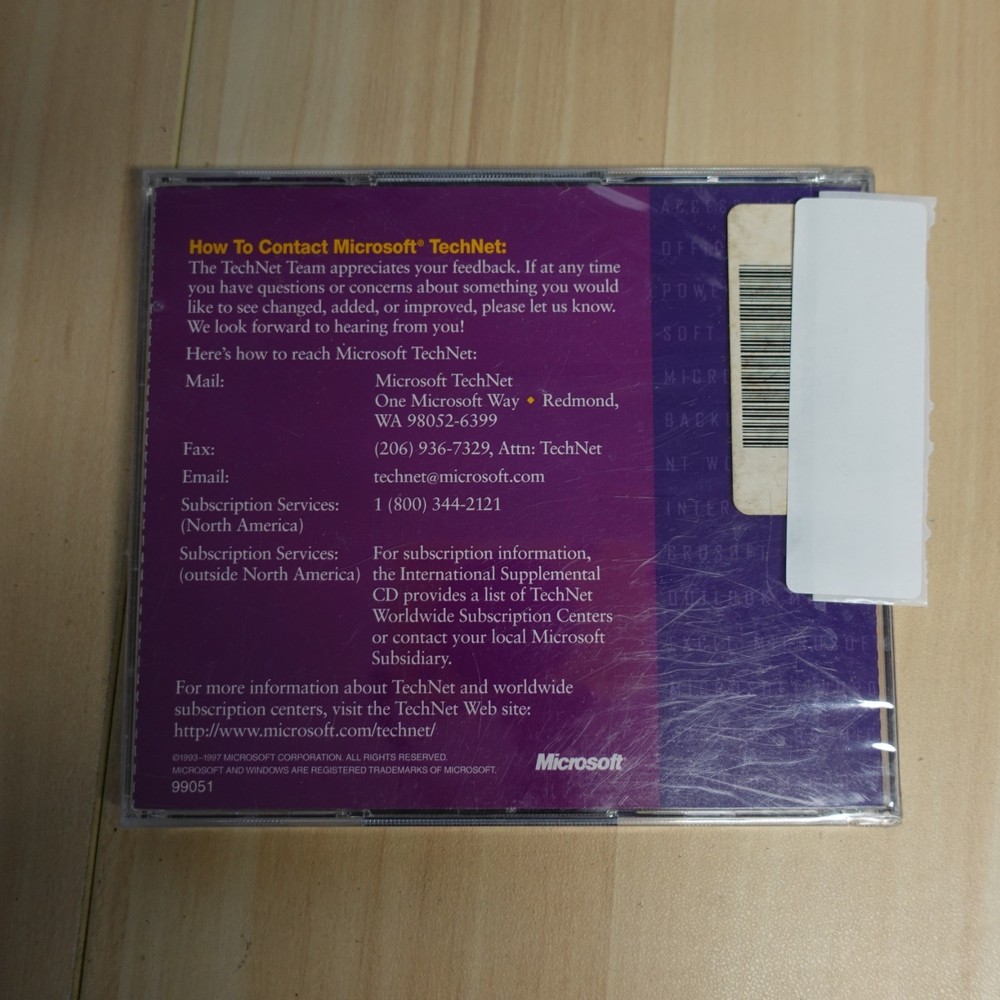 How To Contact Microsoft® TechNet:
The TechNet Team appreciates your feedback. If at any time
you have questions or concerns about something you would
like to see changed, added, or improved, please let us know.
We look forward to hearing from you!
Here's how to reach Microsoft TechNet:
Mail: Microsoft TechNet
One Microsoft Way ◆ Redmond,
WA 98052-6399
Fax: (206) 936-7329, Attn: TechNet
Email: technet@microsoft.com
Subscription Services: 1 (800) 344-2121
(North America)
Subscription Services: For subscription information,
(outside North America) the International Supplemental
CD provides a list of TechNet
Worldwide Subscription Centers
or contact your local Microsoft
Subsidiary.
For more information about TechNet and worldwide
subscription centers, visit the TechNet Web site:
http://www.microsoft.com/technet/
©1993-1997 MICROSOFT CORPORATION. ALL RIGHTS RESERVED.
MICROSOFT AND WINDOWS ARE REGISTERED TRADEMARKS OF MICROSOFT.
99051
Microsoft
SOFT
OUTLOOK